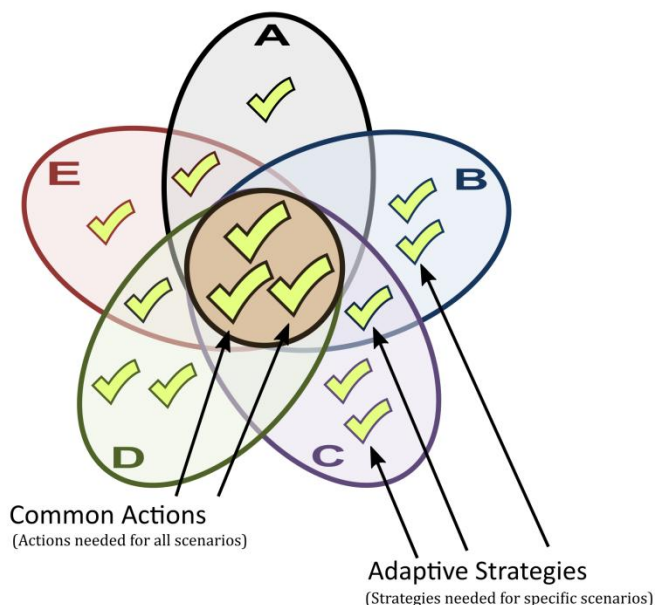 A
E
B
D
C
Common Actions
(Actions needed for all scenarios)
Adaptive Strategies
(Strategies needed for specific scenarios)